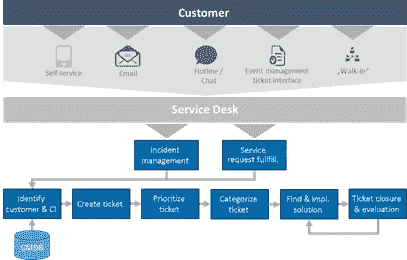 Customer
Self-service
Email
Hotline /
Chat
Event management
ticket interface
„Walk-in"
Service Desk
Incident
management
Service
request fullfill.
Identify
customer & CI
Create ticket
Prioritize
ticket
Categorize
ticket
Find & impl.
solution
Ticket closure
& evaluation
CMDB